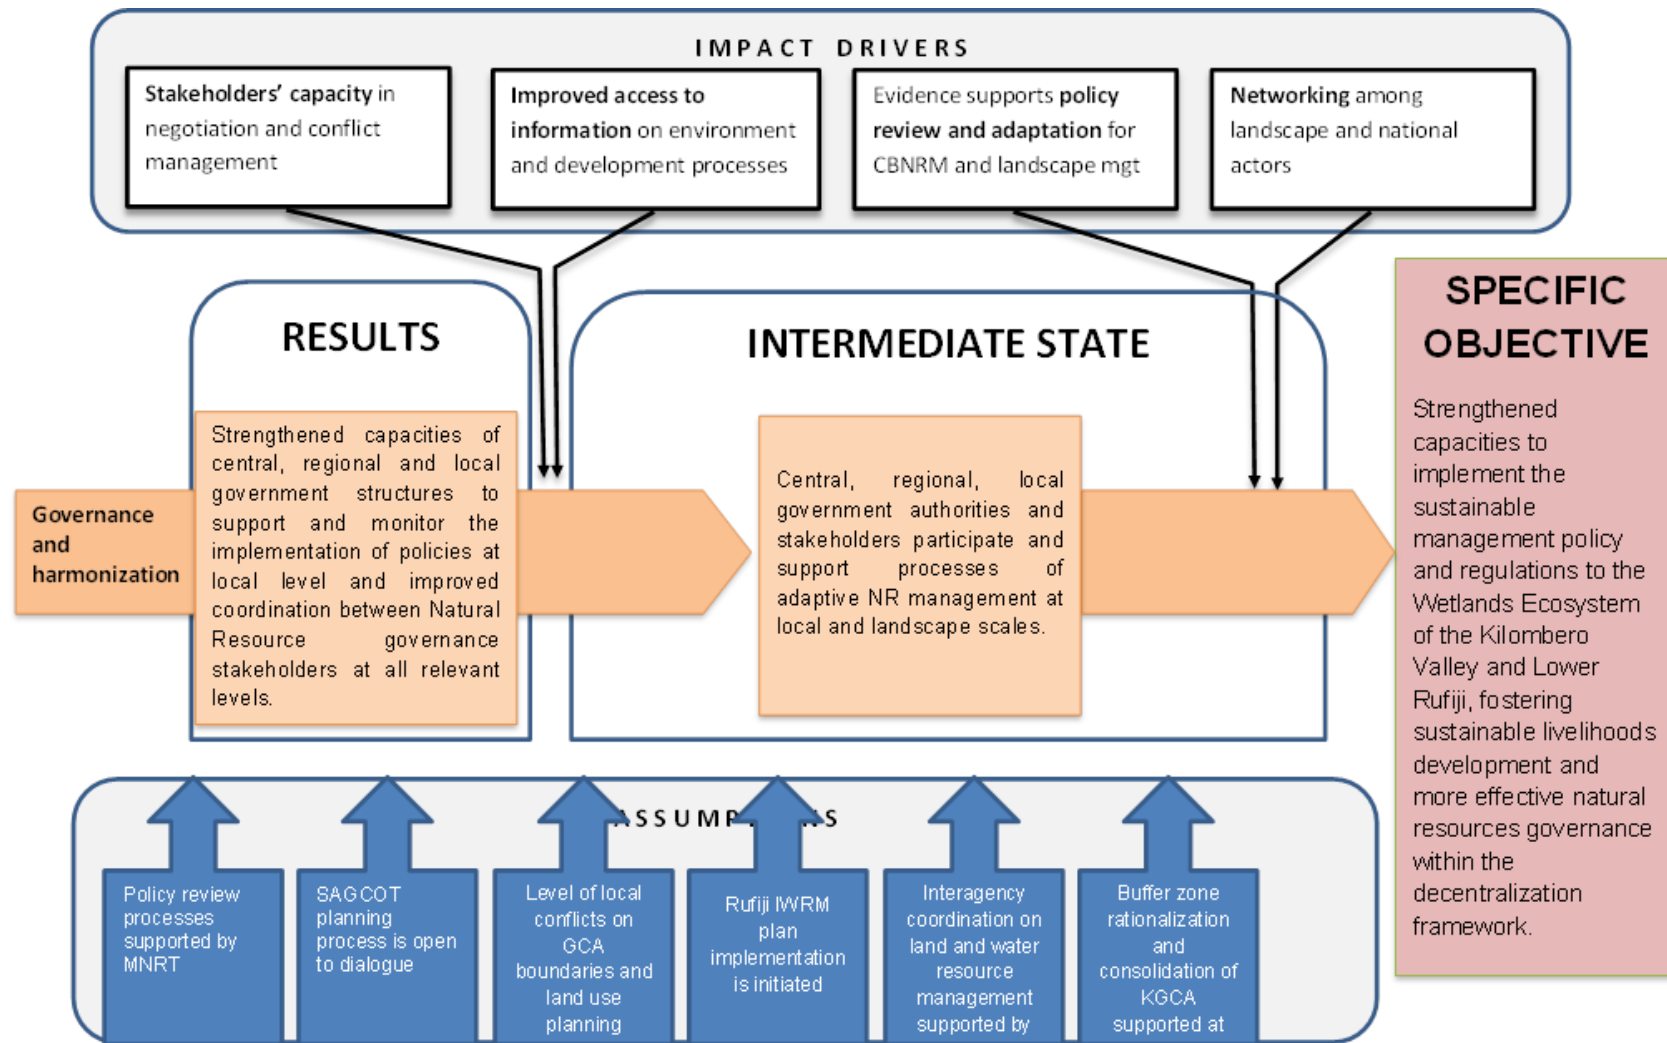 IMPACT DRIVERS
Stakeholders' capacity in
negotiation and conflict
management
Improved access to
information on environment
and development processes
Evidence supports policy
review and adaptation for
CBNRM and landscape mgt
Networking among
landscape and national
actors
RESULTS
INTERMEDIATE STATE
SPECIFIC
OBJECTIVE
Governance
and
harmonization
Strengthened capacities of
central, regional and local
government structures to
support and monitor the
implementation of policies at
local level and improved
coordination between Natural
Resource governance
stakeholders at all relevant
levels.
Central, regional, local
government authorities and
stakeholders participate and
support processes of
adaptive NR management at
local and landscape scales.
Strengthened
capacities to
implement the
sustainable
management policy
and regulations to the
Wetlands Ecosystem
of the Kilombero
Valley and Lower
Rufiji, fostering
sustainable livelihoods
development and
more effective natural
resources governance
within the
decentralization
framework.
Policy review
processes
supported by
MNRT
SAGCOT
planning
process is open
to dialogue
Level of local
conflicts on
GCA
boundaries and
land use
planning
Rufiji IWRM
plan
implementation
is initiated
Interagency
coordination on
land and water
resource
management
supported by
Buffer zone
rationalization
and
consolidation of
KGCA
supported at